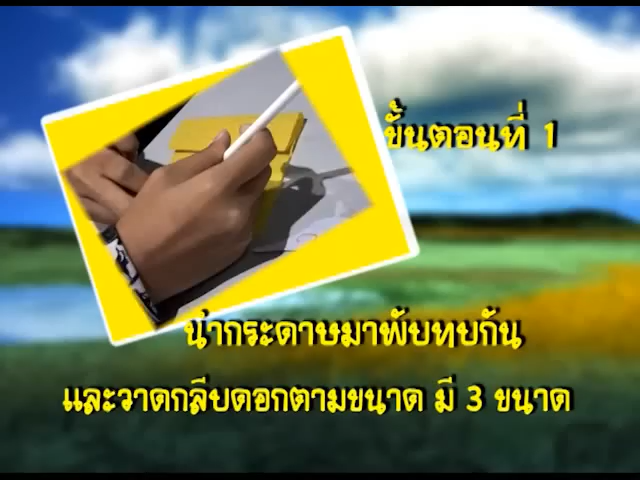 ขั้นตอนที่ 1
นำกระดาษมาพับทบกัน
และวาดกลีบดอกตามขนาด มี 3 ขนาด